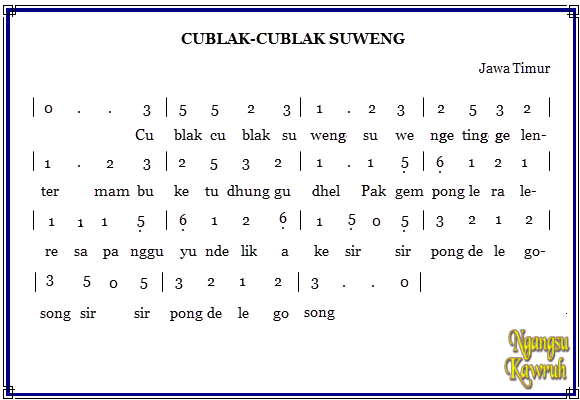 CUBLAK-CUBLAK SUWENG
Jawa Timur
| 0 . . 3 | 5 5 2 3 | 1 . 2 3 | 2 5 3 2 |
Cu blak cu blak su weng su we nge ting ge len-
| 1 . 2 3 | 2 5 3 2 | 1 . 1 5̣ | 6̣ 1 2 1 |
ter mam bu ke tu dhung gu dhel Pak gem pong le ra le-
| 1 1 1 5̣ | 6̣ 1 2 6̣ | 1 5̣ 0 5̣ | 3 2 1 2 |
re sa pa nggu yu nde lik a ke sir sir pong de le go-
| 3 5 0 5 | 3 2 1 2 | 3 . . 0 |
song sir sir pong de le go song
Ngangsu
Kawruh